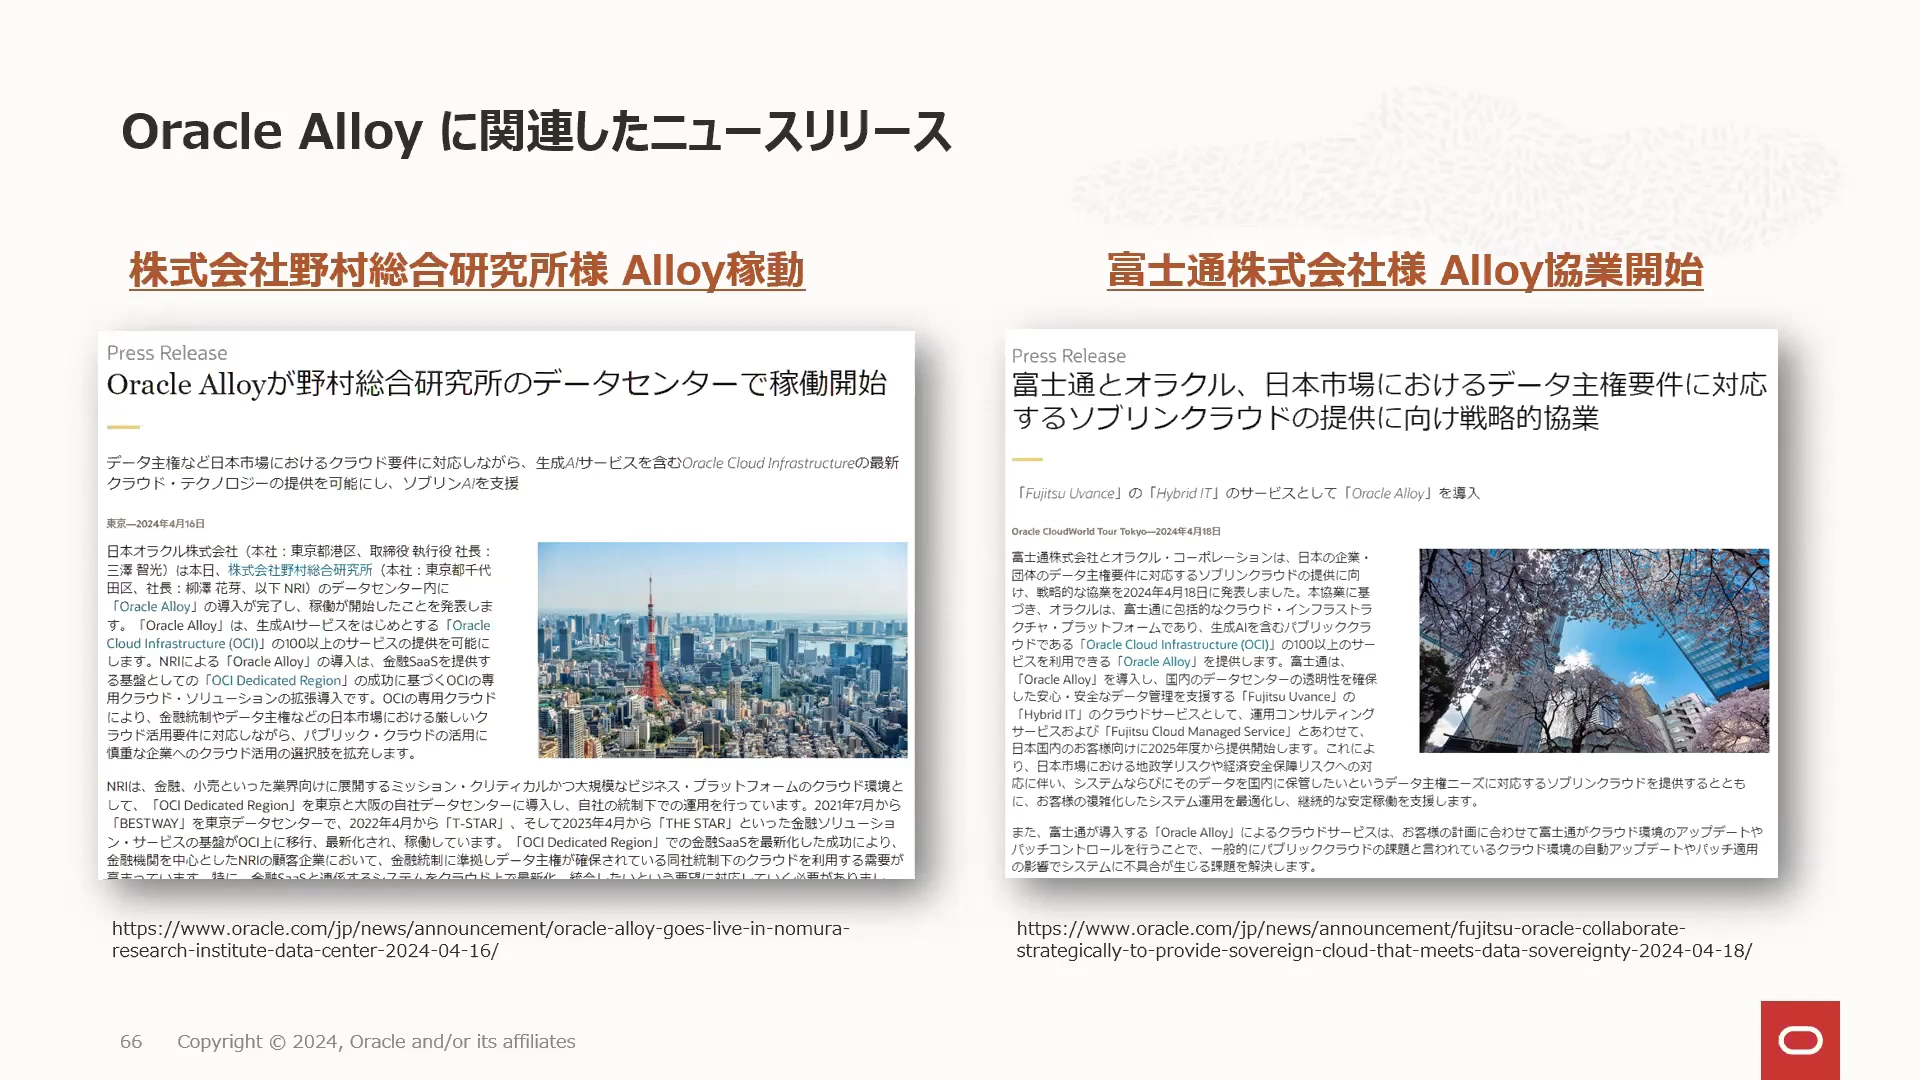 Oracle Alloy に関連したニュースリリース
株式会社野村総合研究所様 Alloy稼動
Press Release
Oracle Alloyが野村総合研究所のデータセンターで稼働開始
データ主権など日本市場におけるクラウド要件に対応しながら、生成AIサービスを含むOracle Cloud Infrastructureの最新
クラウド・テクノロジーの提供を可能にし、ソブリンAIを支援
東京—2024年4月16日
日本オラクル株式会社（本社：東京都港区、取締役 執行役 社長：
三澤 智光）は本日、株式会社野村総合研究所（本社：東京都千代
田区、社長：柳澤 花芽、以下 NRI）のデータセンター内に
「Oracle Alloy」の導入が完了し、稼働が開始したことを発表しま
す。「Oracle Alloy」は、生成AIサービスをはじめとする「Oracle
Cloud Infrastructure (OCI)」の100以上のサービスの提供を可能に
します。NRIによる「Oracle Alloy」の導入は、金融SaaSを提供す
る基盤としての「OCI Dedicated Region」の成功に基づくOCIの専
用クラウド・ソリューションの拡張導入です。OCIの専用クラウド
により、金融統制やデータ主権などの日本市場における厳しいク
ラウド活用要件に対応しながら、パブリック・クラウドの活用に
慎重な企業へのクラウド活用の選択肢を拡充します。
NRIは、金融、小売といった業界向けに展開するミッション・クリティカルかつ大規模なビジネス・プラットフォームのクラウド環境と
して、「OCI Dedicated Region」を東京と大阪の自社データセンターに導入し、自社の統制下での運用を行っています。2021年7月から
「BESTWAY」を東京データセンターで、2022年4月から「T-STAR」、そして2023年4月から「THE STAR」といった金融ソリューショ
ン・サービスの基盤がOCI上に移行、最新化され、稼働しています。「OCI Dedicated Region」での金融SaaSを最新化した成功により、
金融機関を中心としたNRIの顧客企業において、金融統制に準拠しデータ主権が確保されている同社統制下のクラウドを利用する需要が
高まっています。特に、金融SaaSと連係するシステムをクラウド上で最新化、統合したいという要望に対応していく必要がありまし
https://www.oracle.com/jp/news/announcement/oracle-alloy-goes-live-in-nomura-
research-institute-data-center-2024-04-16/
富士通株式会社様 Alloy協業開始
Press Release
富士通とオラクル、日本市場におけるデータ主権要件に対応
するソブリンクラウドの提供に向け戦略的協業
「Fujitsu Uvance」の「Hybrid IT」のサービスとして「Oracle Alloy」を導入
Oracle CloudWorld Tour Tokyo—2024年4月18日
富士通株式会社とオラクル・コーポレーションは、日本の企業・
団体のデータ主権要件に対応するソブリンクラウドの提供に向
け、戦略的な協業を2024年4月18日に発表しました。本協業に基
づき、オラクルは、富士通に包括的なクラウド・インフラストラ
クチャ・プラットフォームであり、生成AIを含むパブリッククラ
ウドである「Oracle Cloud Infrastructure (OCI)」の100以上のサー
ビスを利用できる「Oracle Alloy」を提供します。富士通は、
「Oracle Alloy」を導入し、国内のデータセンターの透明性を確保
した安心・安全なデータ管理を支援する「Fujitsu Uvance」の
「Hybrid IT」のクラウドサービスとして、運用コンサルティング
サービスおよび「Fujitsu Cloud Managed Service」とあわせて、
日本国内のお客様向けに2025年度から提供開始します。これによ
り、日本市場における地政学リスクや経済安全保障リスクへの対
応に伴い、システムならびにそのデータを国内に保管したいというデータ主権ニーズに対応するソブリンクラウドを提供するととも
に、お客様の複雑化したシステム運用を最適化し、継続的な安定稼働を支援します。
また、富士通が導入する「Oracle Alloy」によるクラウドサービスは、お客様の計画に合わせて富士通がクラウド環境のアップデートや
パッチコントロールを行うことで、一般的にパブリッククラウドの課題と言われているクラウド環境の自動アップデートやパッチ適用
の影響でシステムに不具合が生じる課題を解決します。
https://www.oracle.com/jp/news/announcement/fujitsu-oracle-collaborate-
strategically-to-provide-sovereign-cloud-that-meets-data-sovereignty-2024-04-18/
66 Copyright © 2024, Oracle and/or its affiliates